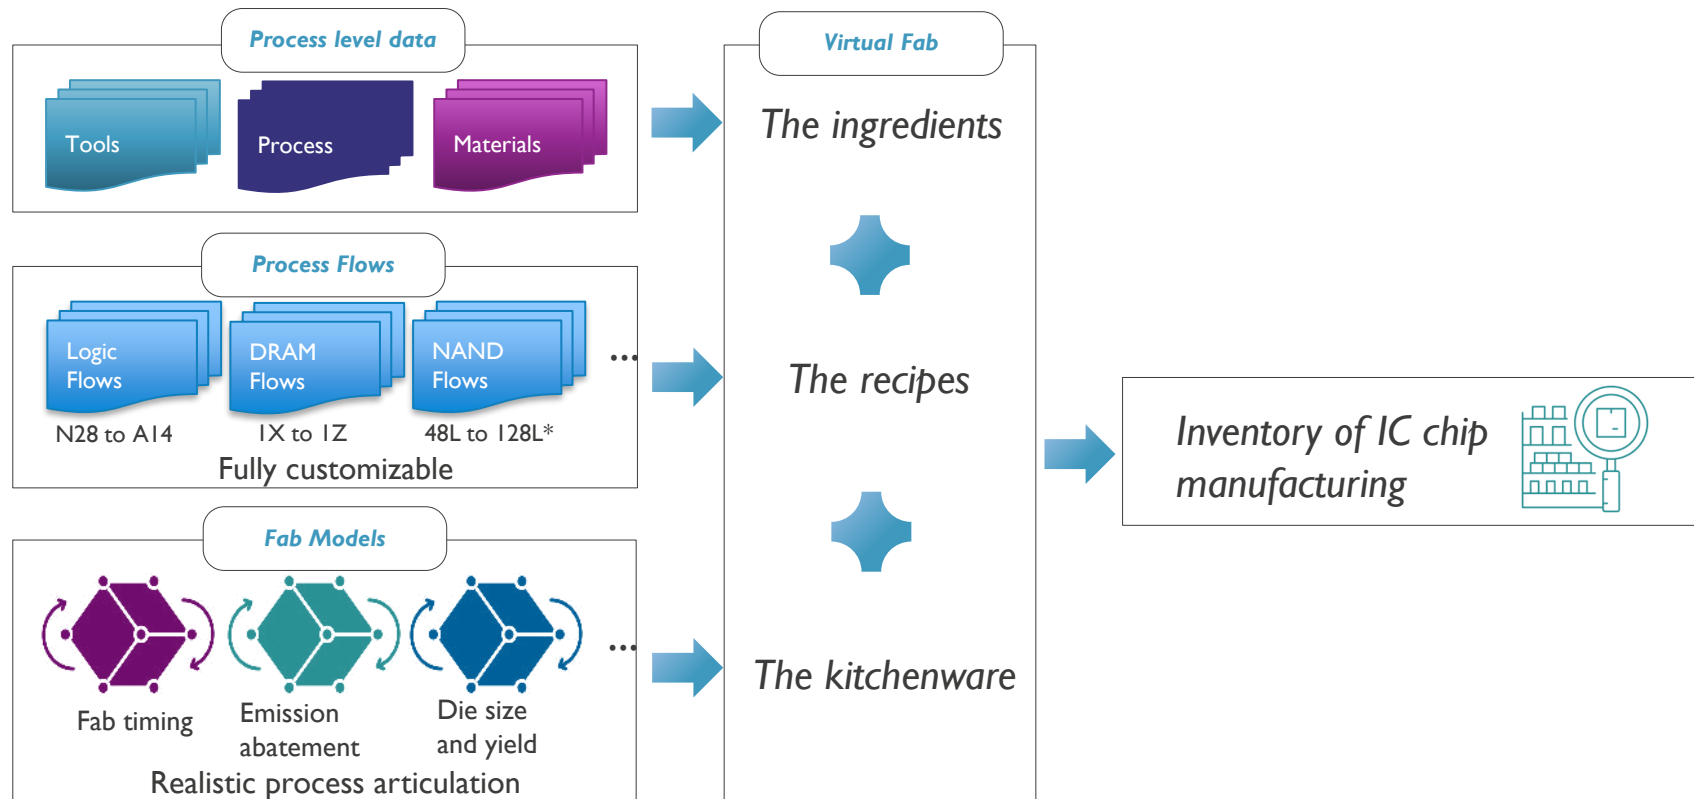 Process level data
Tools
Process
Materials
Process Flows
Logic
Flows
DRAM
Flows
NAND
Flows
...
N28 to A14
1X to 1Z
48L to 128L*
Fully customizable
Fab Models
...
Fab timing
Emission
abatement
Die size
and yield
Realistic process articulation
Virtual Fab
The ingredients
The recipes
The kitchenware
Inventory of IC chip
manufacturing